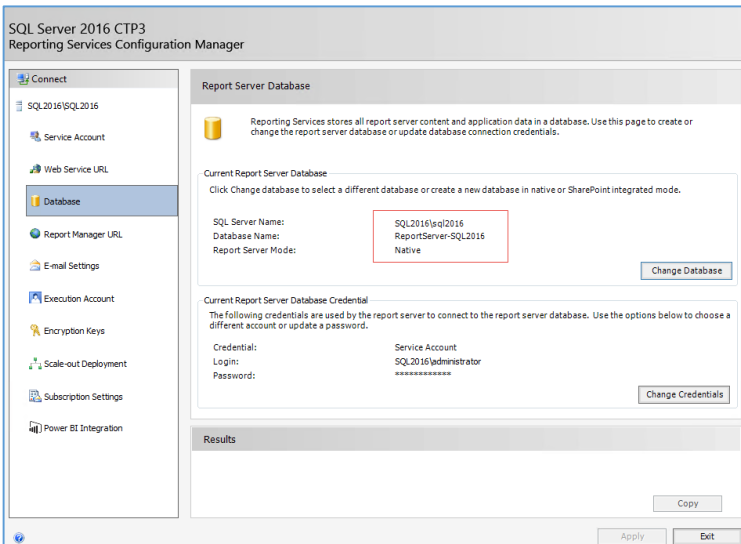 SQL Server 2016 CTP3
Reporting Services Configuration Manager
Connect
SQL2016\SQL2016
Service Account
Web Service URL
Database
Report Manager URL
E-mail Settings
Execution Account
Encryption Keys
Scale-out Deployment
Subscription Settings
Power BI Integration
Report Server Database
Reporting Services stores all report server content and application data in a database. Use this page to create or
change the report server database or update database connection credentials.
Current Report Server Database
Click Change database to select a different database or create a new database in native or SharePoint integrated mode.
SQL Server Name: SQL2016\sql2016
Database Name: ReportServer-SQL2016
Report Server Mode: Native
Change Database
Current Report Server Database Credential
The following credentials are used by the report server to connect to the report server database. Use the options below to choose a
different account or update a password.
Credential: Service Account
Login: SQL2016\administrator
Password: ************
Change Credentials
Results
Copy
Apply
Exit